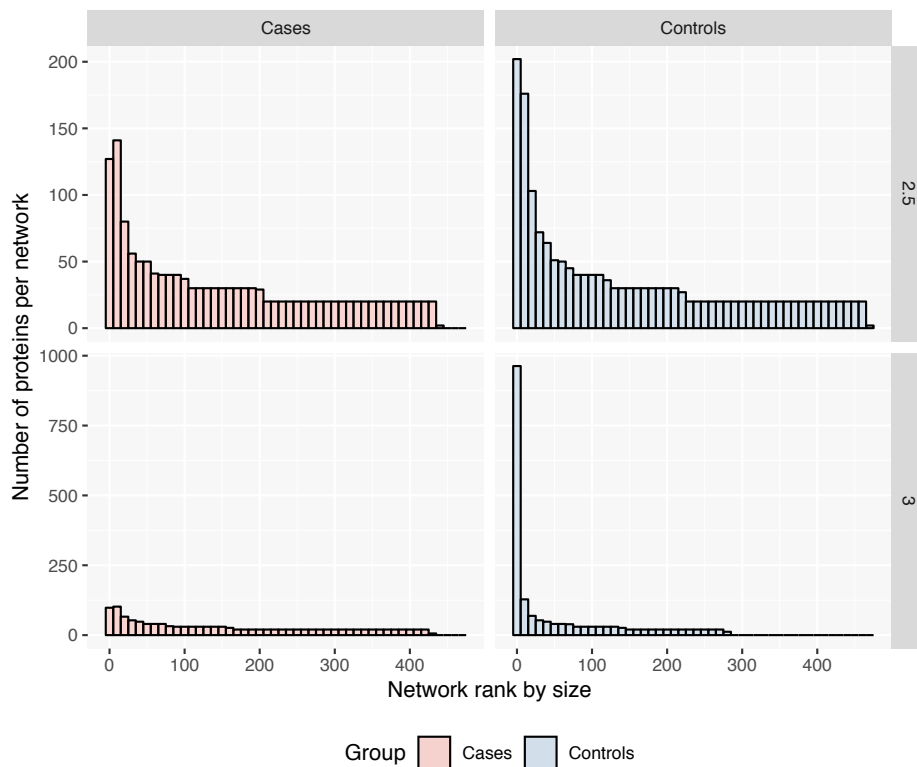 Cases Controls
Number of proteins per network
200
150
100
50
0
2.5
1000
750
500
250
0
3
0 100 200 300 400 0 100 200 300 400
Network rank by size
Group Cases Controls